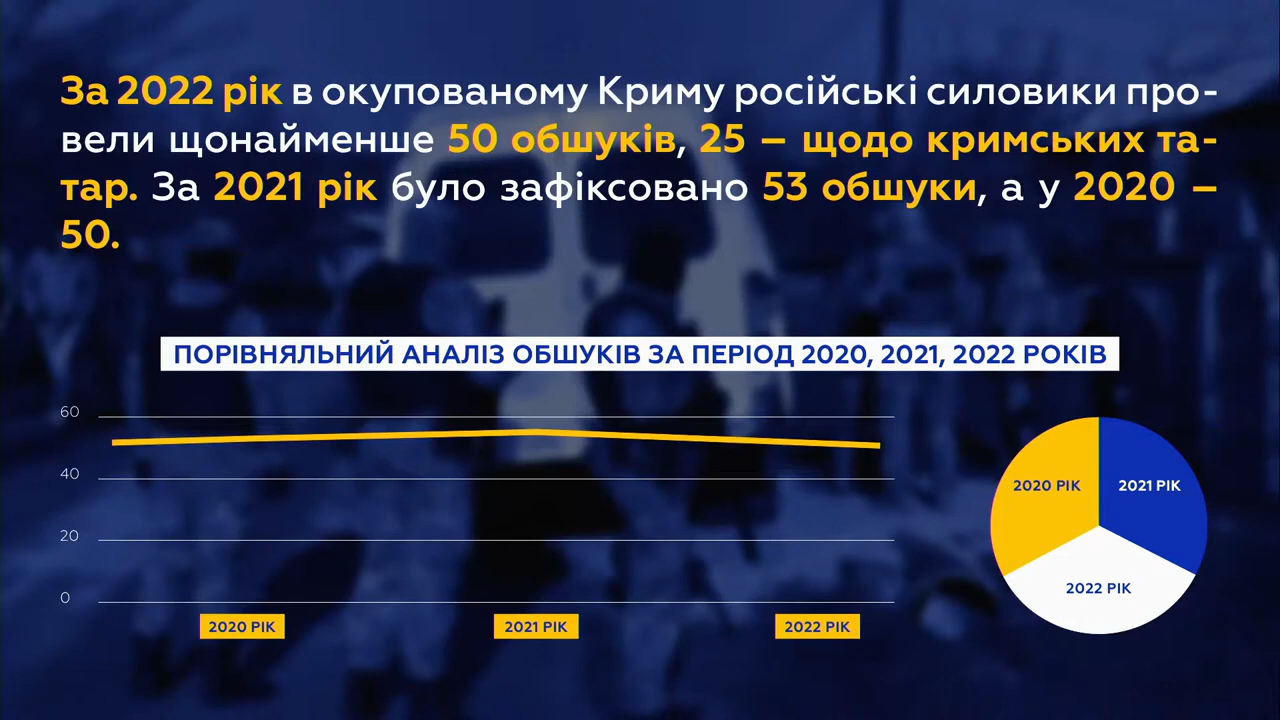 За 2022 рік в окупованому Криму російські силовики про-
вели щонайменше 50 обшуків, 25 – щодо кримських та-
тар. За 2021 рік було зафіксовано 53 обшуки, а у 2020 –
50.
ПОРІВНЯЛЬНИЙ АНАЛІЗ ОБШУКІВ ЗА ПЕРІОД 2020, 2021, 2022 РОКІВ
60
40
20
0
2020 РІК
2021 РІК
2022 РІК
2020 РІК
2021 РІК
2022 РІК